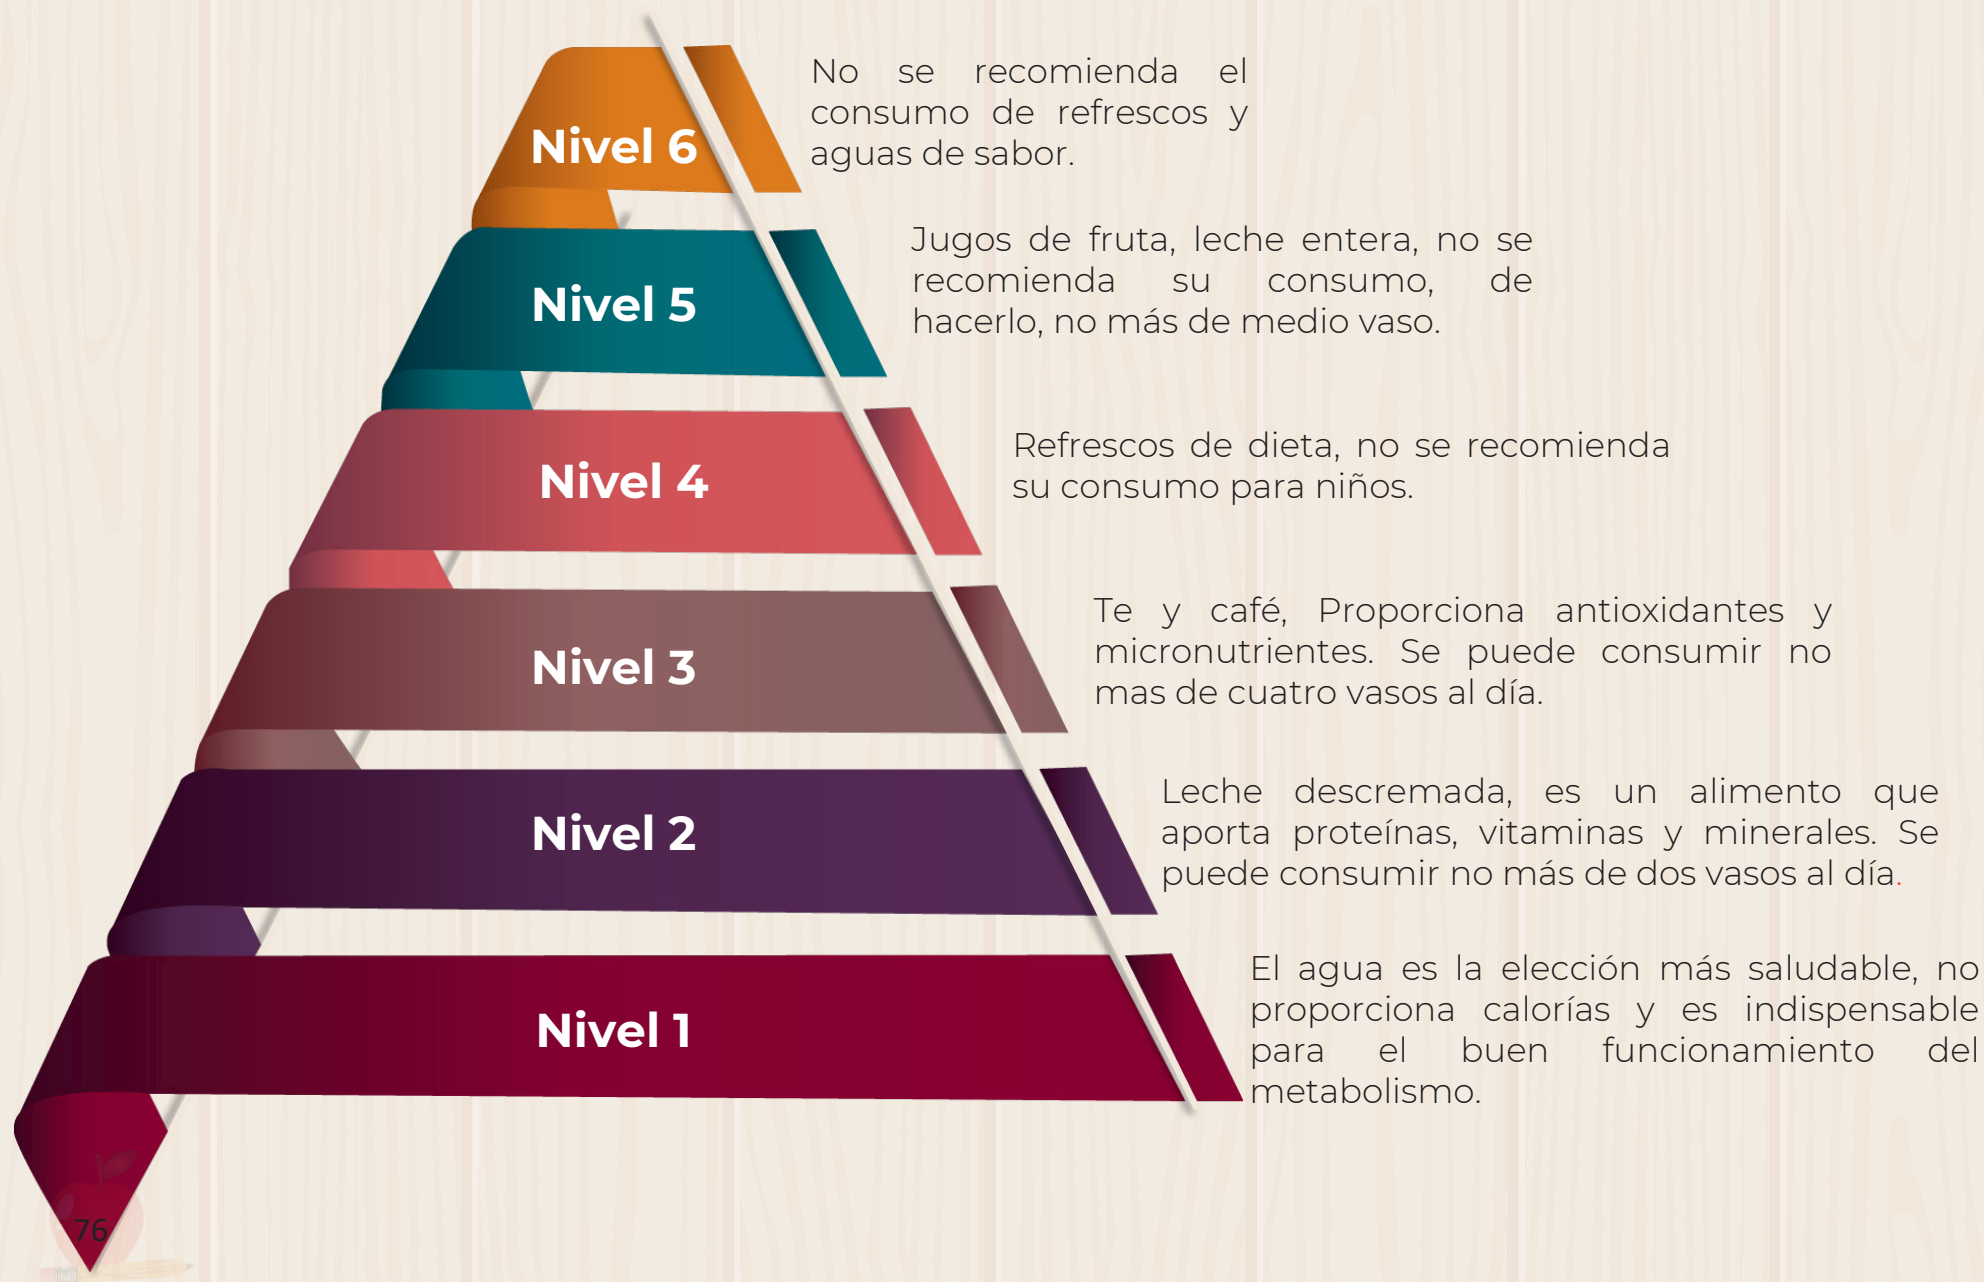 Nivel 6
No se recomienda el
consumo de refrescos y
aguas de sabor.
Nivel 5
Jugos de fruta, leche entera, no se
recomienda su consumo, de
hacerlo, no más de medio vaso.
Nivel 4
Refrescos de dieta, no se recomienda
su consumo para niños.
Nivel 3
Te y café, Proporciona antioxidantes y
micronutrientes. Se puede consumir no
mas de cuatro vasos al día.
Nivel 2
Leche descremada, es un alimento que
aporta proteínas, vitaminas y minerales. Se
puede consumir no más de dos vasos al día.
Nivel 1
El agua es la elección más saludable, no
proporciona calorías y es indispensable
para el buen funcionamiento del
metabolismo.
76